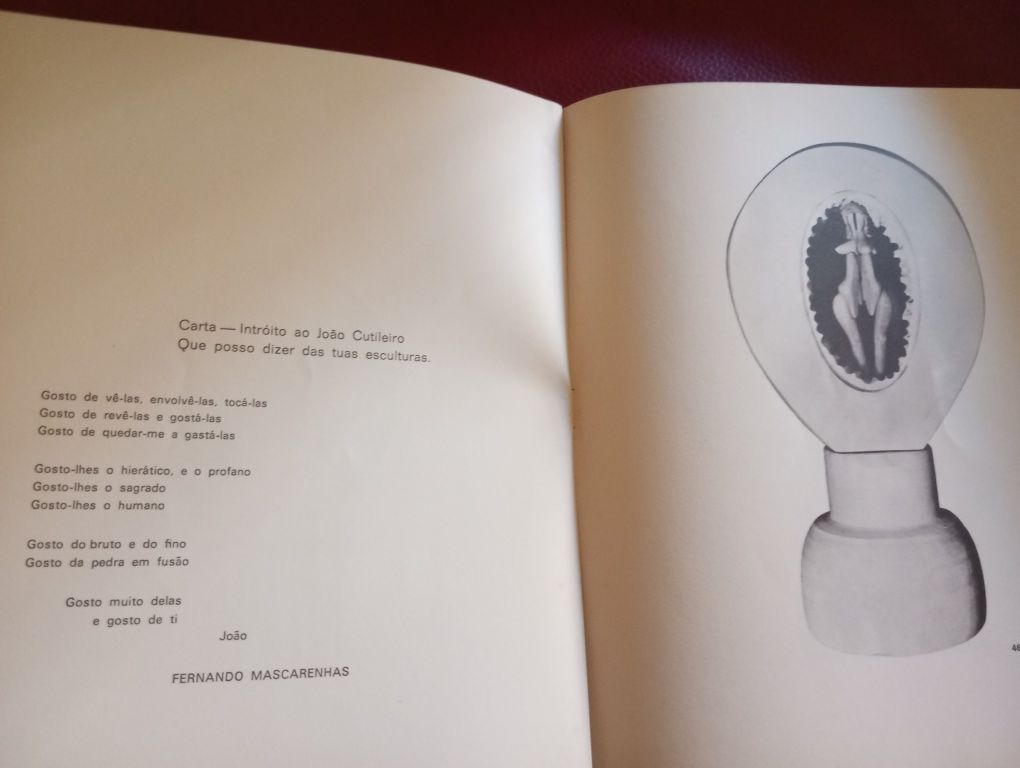 Carta — Intróito ao João Cutileiro
Que posso dizer das tuas esculturas.
Gosto de vê-las, envolvê-las, tocá-las
Gosto de revê-las e gostá-las
Gosto de quedar-me a gastá-las
Gosto-lhes o hierático, e o profano
Gosto-lhes o sagrado
Gosto-lhes o humano
Gosto do bruto e do fino
Gosto da pedra em fusão
Gosto muito delas
e gosto de ti
João
FERNANDO MASCARENHAS